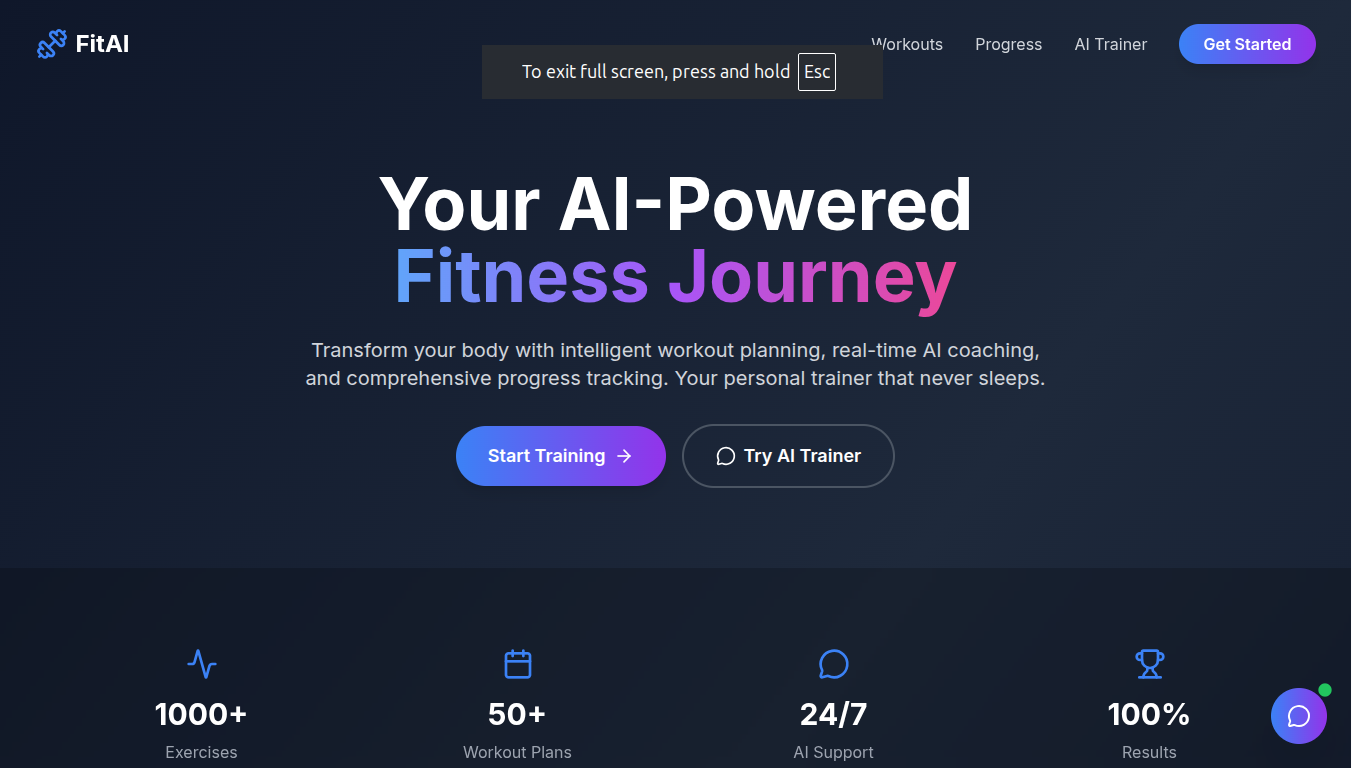 FitAI
Workouts
Progress
AI Trainer
Get Started
To exit full screen, press and hold Esc
Your AI-Powered
Fitness Journey
Transform your body with intelligent workout planning, real-time AI coaching,
and comprehensive progress tracking. Your personal trainer that never sleeps.
Start Training
Try AI Trainer
1000+
Exercises
50+
Workout Plans
24/7
AI Support
100%
Results